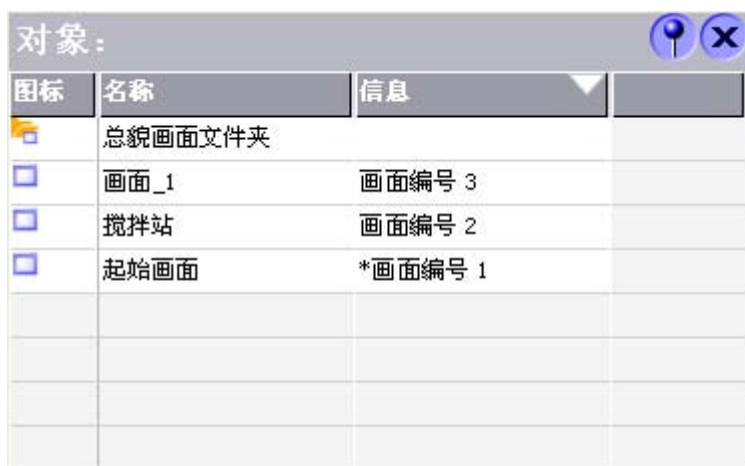 对象:
图标 名称 信息
总貌画面文件夹
画面_1 画面编号 3
搅拌站 画面编号 2
起始画面 *画面编号 1